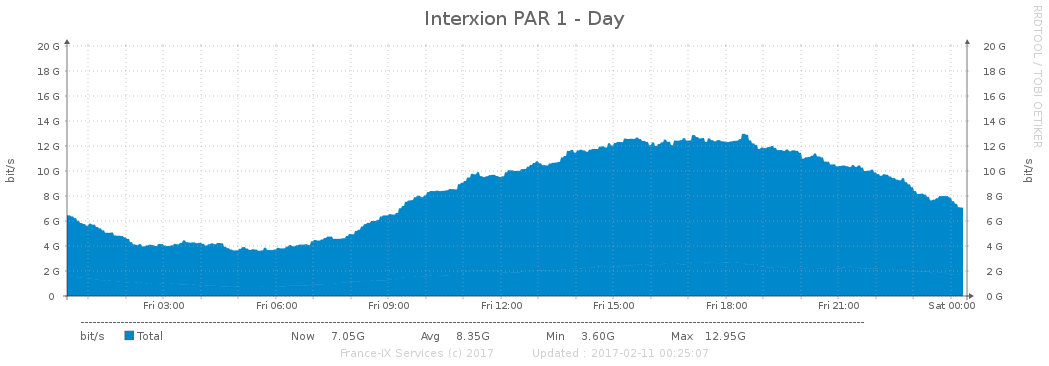 Interxion PAR 1 - Day
RRDTOOL / TOBI OETIKER
20 G 20 G
18 G 18 G
16 G 16 G
14 G 14 G
12 G 12 G
10 G 10 G
8 G 8 G
6 G 6 G
4 G 4 G
2 G 2 G
0 0 G
bit/s
bit/s
Fri 03:00 Fri 06:00 Fri 09:00 Fri 12:00 Fri 15:00 Fri 18:00 Fri 21:00 Sat 00:00
bit/s Total Now 7.05G Avg 8.35G Min 3.60G Max 12.95G
France-IX Services (c) 2017 Updated : 2017-02-11 00:25:07